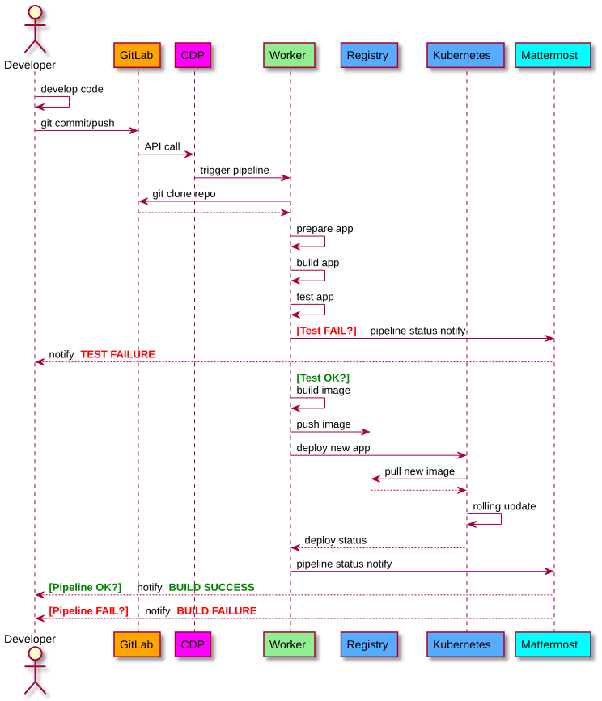 Developer
GitLab CDP Worker Registry Kubernetes Mattermost
develop code
git commit/push
API call
trigger pipeline
git clone repo
prepare app
build app
test app
[Test FAIL?] pipeline status notify
notify TEST FAILURE
[Test OK?]
build image
push image
deploy new app
pull new image
rolling update
deploy status
pipeline status notify
[Pipeline OK?] notify BUILD SUCCESS
[Pipeline FAIL?] notify BUILD FAILURE
Developer GitLab CDP Worker Registry Kubernetes Mattermost